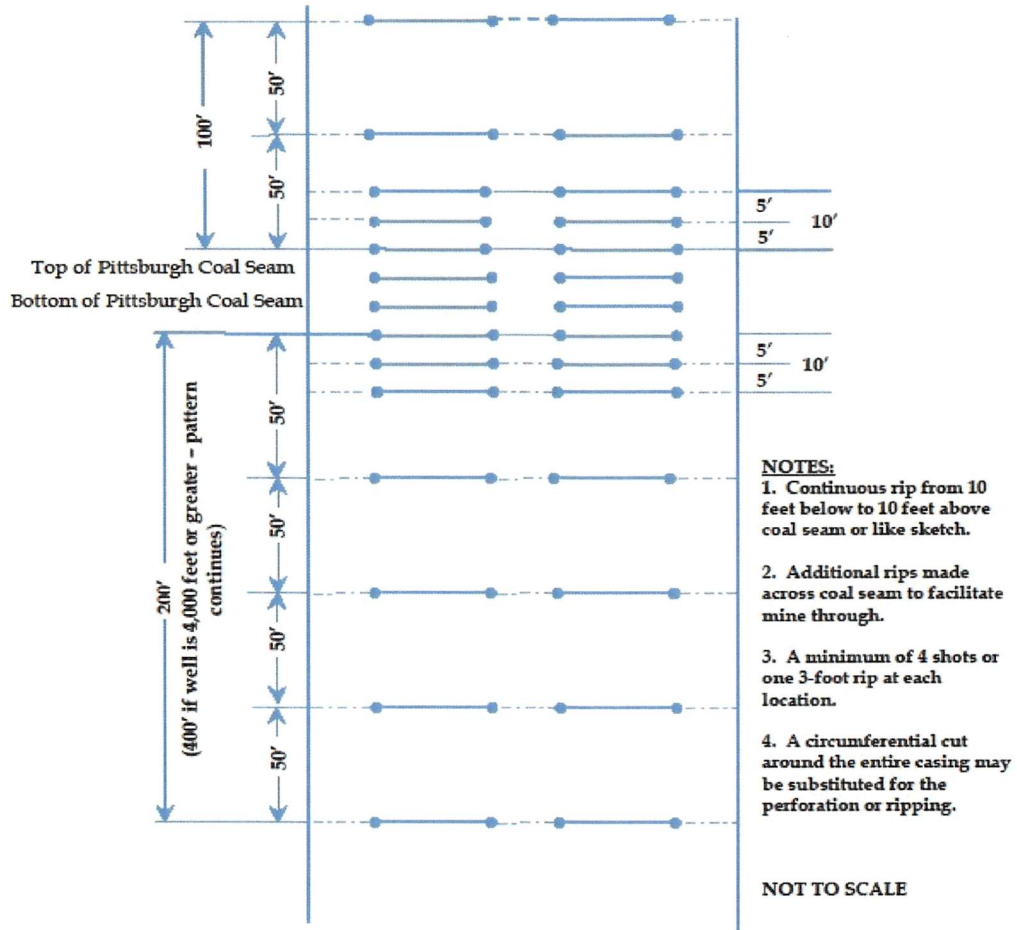 50'
100'
50'
5'
10'
5'
Top of Pittsburgh Coal Seam
Bottom of Pittsburgh Coal Seam
5'
10'
5'
50'
200'
(400' if well is 4,000 feet or greater – pattern
continues)
50'
50'
50'
NOTES:
1. Continuous rip from 10
feet below to 10 feet above
coal seam or like sketch.
2. Additional rips made
across coal seam to facilitate
mine through.
3. A minimum of 4 shots or
one 3-foot rip at each
location.
4. A circumferential cut
around the entire casing may
be substituted for the
perforation or ripping.
NOT TO SCALE